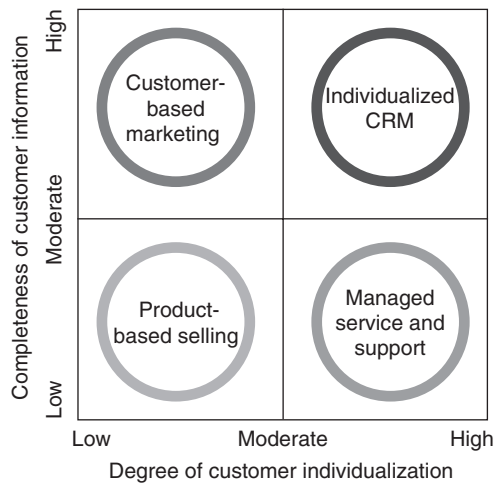 Completeness of customer information
High
Moderate
Low
Customer-
based
marketing
Individualized
CRM
Product-
based selling
Managed
service and
support
Low
Moderate
High
Degree of customer individualization